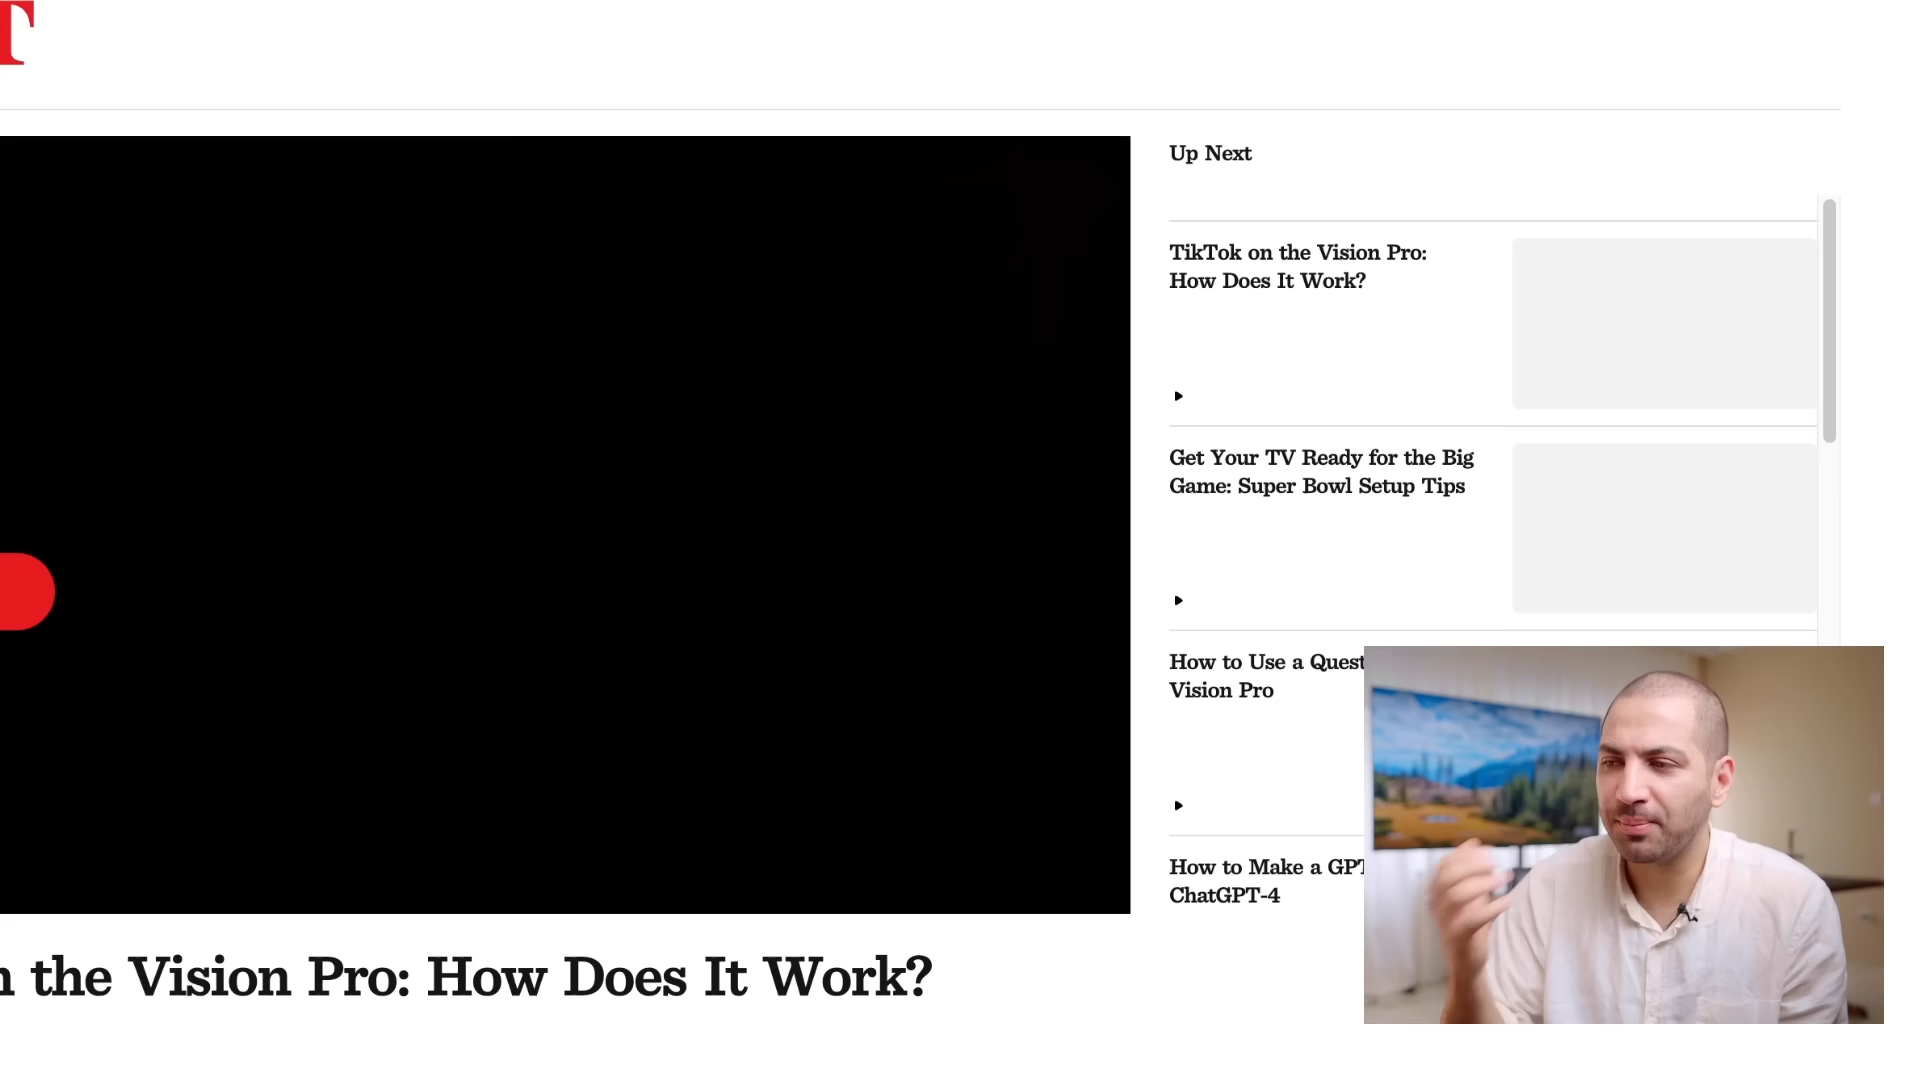 T
Up Next
TikTok on the Vision Pro:
How Does It Work?
Get Your TV Ready for the Big
Game: Super Bowl Setup Tips
How to Use a Quest
Vision Pro
How to Make a GPT
ChatGPT-4
the Vision Pro: How Does It Work?